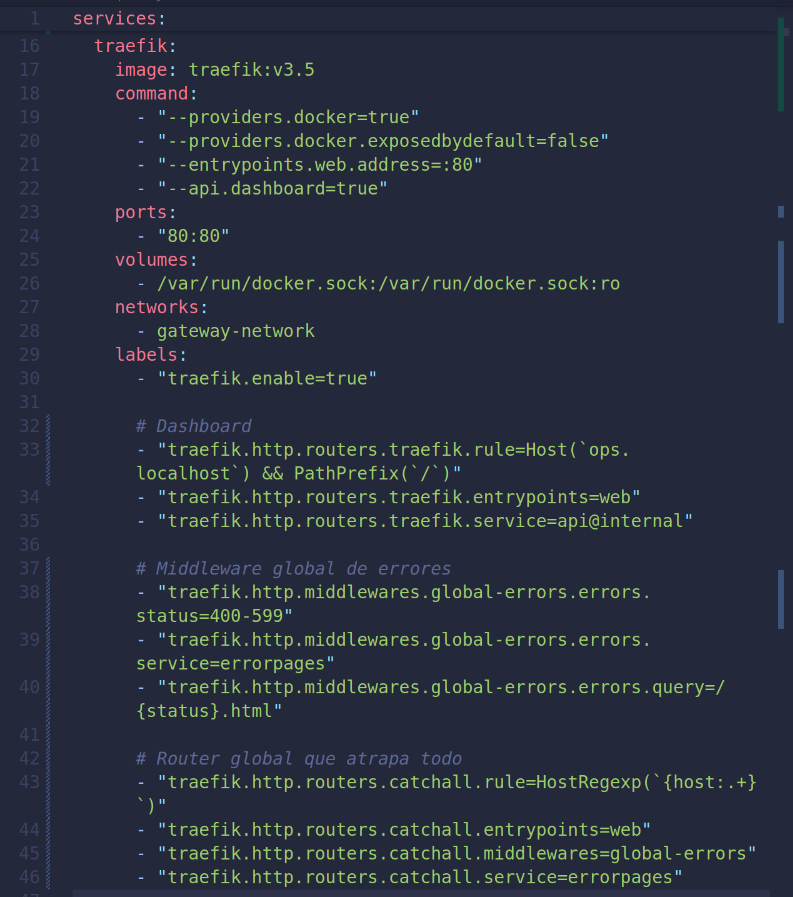 1 services:
16   traefik:
17     image: traefik:v3.5
18     command:
19       - "--providers.docker=true"
20       - "--providers.docker.exposedbydefault=false"
21       - "--entrypoints.web.address=:80"
22       - "--api.dashboard=true"
23     ports:
24       - "80:80"
25     volumes:
26       - /var/run/docker.sock:/var/run/docker.sock:ro
27     networks:
28       - gateway-network
29     labels:
30       - "traefik.enable=true"
31
32       # Dashboard
33       - "traefik.http.routers.traefik.rule=Host(`ops.
localhost`) && PathPrefix(`/`)"
34       - "traefik.http.routers.traefik.entrypoints=web"
35       - "traefik.http.routers.traefik.service=api@internal"
36
37       # Middleware global de errores
38       - "traefik.http.middlewares.global-errors.errors.
status=400-599"
39       - "traefik.http.middlewares.global-errors.errors.
service=errorpages"
40       - "traefik.http.middlewares.global-errors.errors.query=/
{status}.html"
41
42       # Router global que atrapa todo
43       - "traefik.http.routers.catchall.rule=HostRegexp(`{host:.+}
`)"
44       - "traefik.http.routers.catchall.entrypoints=web"
45       - "traefik.http.routers.catchall.middlewares=global-errors"
46       - "traefik.http.routers.catchall.service=errorpages"